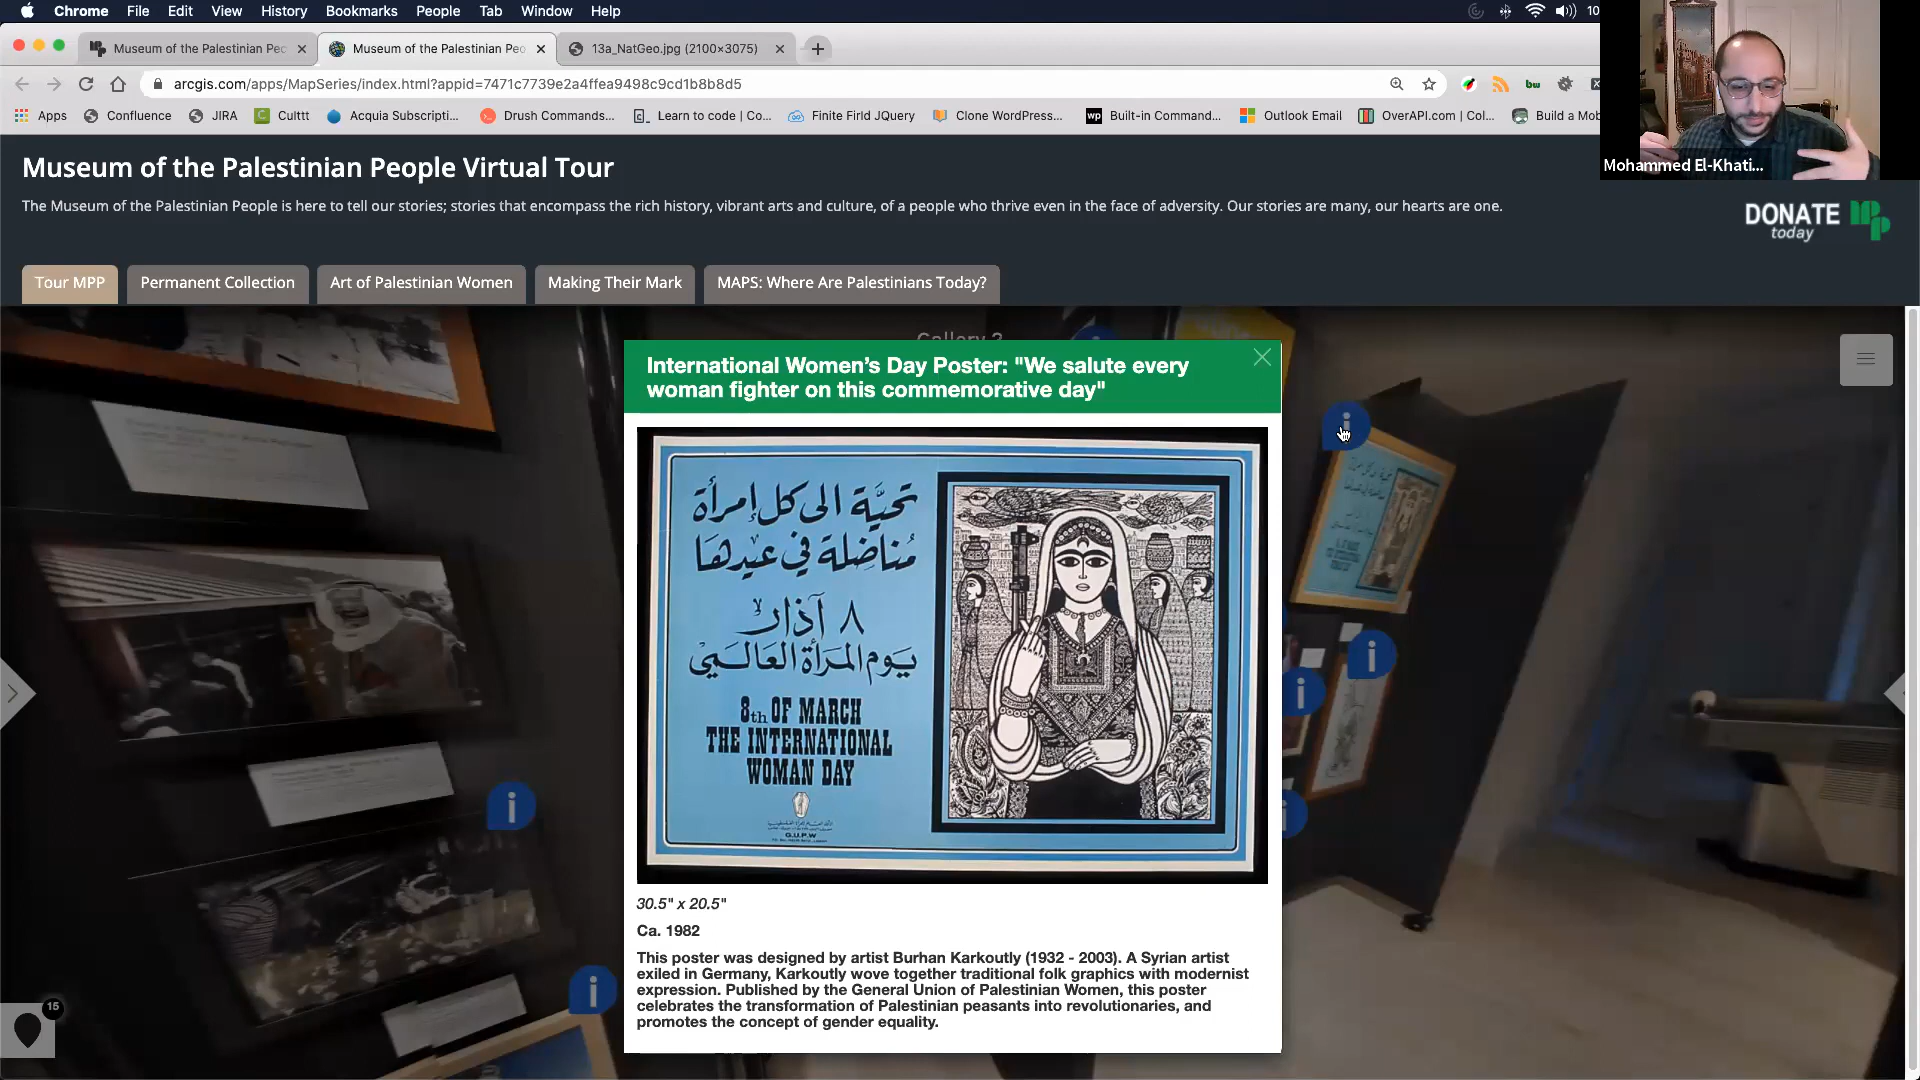 Chrome File Edit View History Bookmarks People Tab Window Help
10
Museum of the Palestinian Pec
Museum of the Palestinian Peo
13a_NatGeo.jpg (2100×3075)
arcgis.com/apps/MapSeries/index.html?appid=7471c7739e2a4ffea9498c9cd1b8b8d5
Apps Confluence JIRA Culttt Acquia Subscripti... Drush Commands... Learn to code | Co... Finite Firld JQuery Clone WordPress... Built-in Command... Outlook Email OverAPI.com | Col... Build a Mob
Mohammed El-Khati...
Museum of the Palestinian People Virtual Tour
The Museum of the Palestinian People is here to tell our stories; stories that encompass the rich history, vibrant arts and culture, of a people who thrive even in the face of adversity. Our stories are many, our hearts are one.
DONATE
today
Tour MPP
Permanent Collection
Art of Palestinian Women
Making Their Mark
MAPS: Where Are Palestinians Today?
International Women's Day Poster: "We salute every
woman fighter on this commemorative day"
تحيَّة الى كل إمرأة
مُناضلة في عيدها
٨ آذار
يوم المرأة العالمي
8th OF MARCH
THE INTERNATIONAL
WOMAN DAY
G.U.P.W
30.5" x 20.5"
Ca. 1982
This poster was designed by artist Burhan Karkoutly (1932 - 2003). A Syrian artist
exiled in Germany, Karkoutly wove together traditional folk graphics with modernist
expression. Published by the General Union of Palestinian Women, this poster
celebrates the transformation of Palestinian peasants into revolutionaries, and
promotes the concept of gender equality.
15